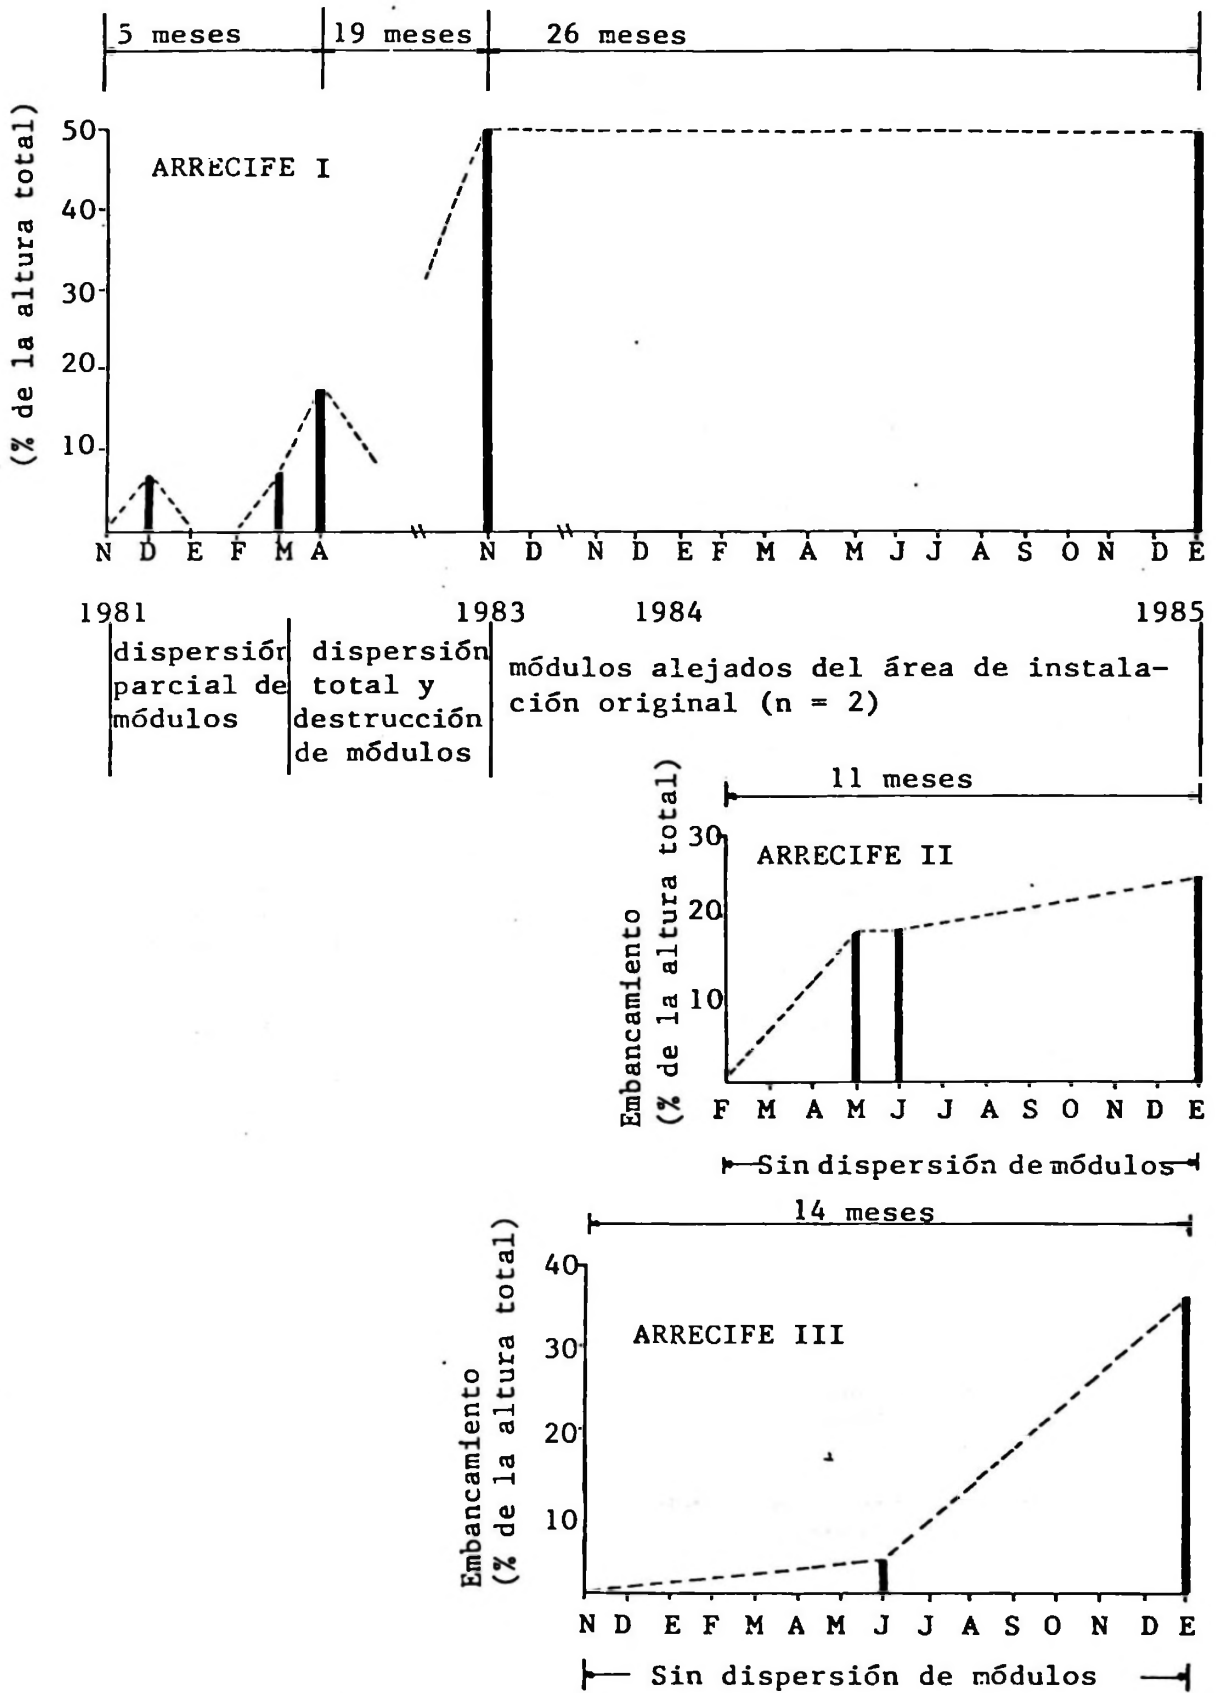 5 meses 19 meses 26 meses
(% de la altura total)
ARRECIFE I
50
40
30
20
10
N D E F M A N D N D E F M A M J J A S O N D E
1981 1983 1984 1985
dispersión parcial de módulos
dispersión total y destrucción de módulos
módulos alejados del área de instala-
ción original (n = 2)
11 meses
Embancamiento
(% de la altura total)
ARRECIFE II
30
20
10
F M A M J J A S O N D E
Sin dispersión de módulos
14 meses
Embancamiento
(% de la altura total)
ARRECIFE III
40
30
20
10
N D E F M A M J J A S O N D E
Sin dispersión de módulos